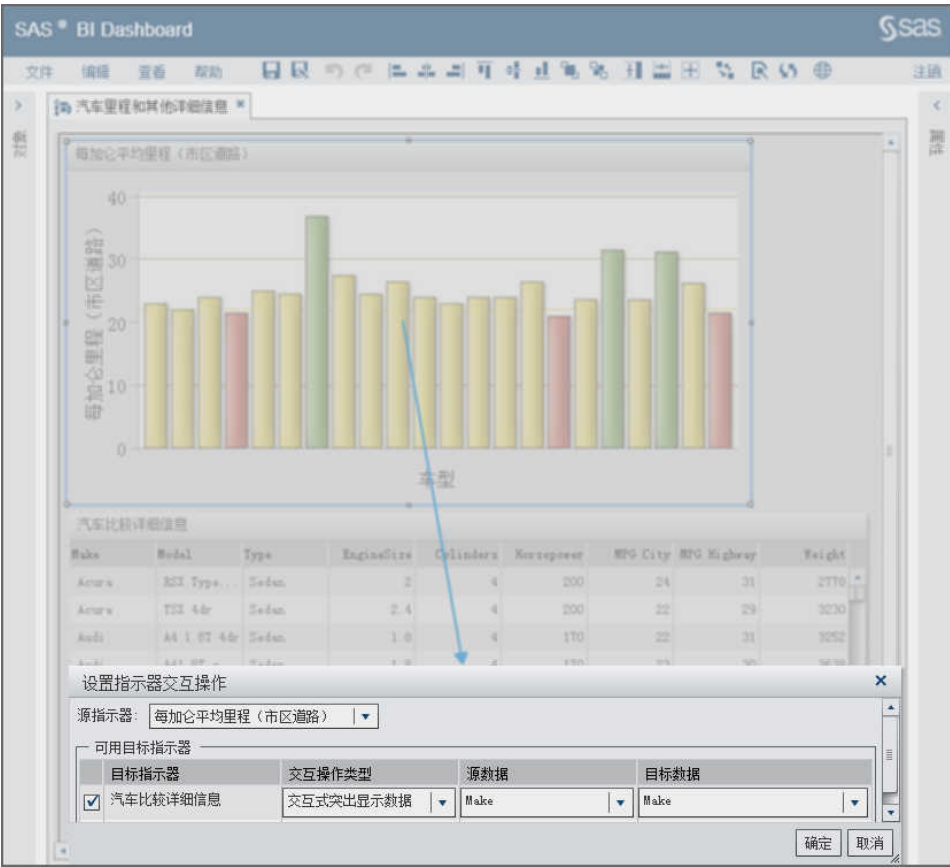 SAS® BI Dashboard
sas
文件 编辑 查看 帮助 注销
汽车里程和其他详细信息
对象
属性
每加仑平均里程（市区道路）
每加仑里程（市区道路）
40
30
20
10
0
车型
汽车比较详细信息
Make Model Type EngineSize Cylinders Horsepower MPG City MPG Highway Weight
Acura RSX Type... Sedan 2 4 200 24 31 2770
Acura TSX 4dr Sedan 2.4 4 200 22 29 3230
Audi A4 1.8T 4dr Sedan 1.8 4 170 22 31 3252
设置指示器交互操作
源指示器: 每加仑平均里程（市区道路）
可用目标指示器
目标指示器 交互操作类型 源数据 目标数据
汽车比较详细信息 交互式突出显示数据 Make Make
确定 取消